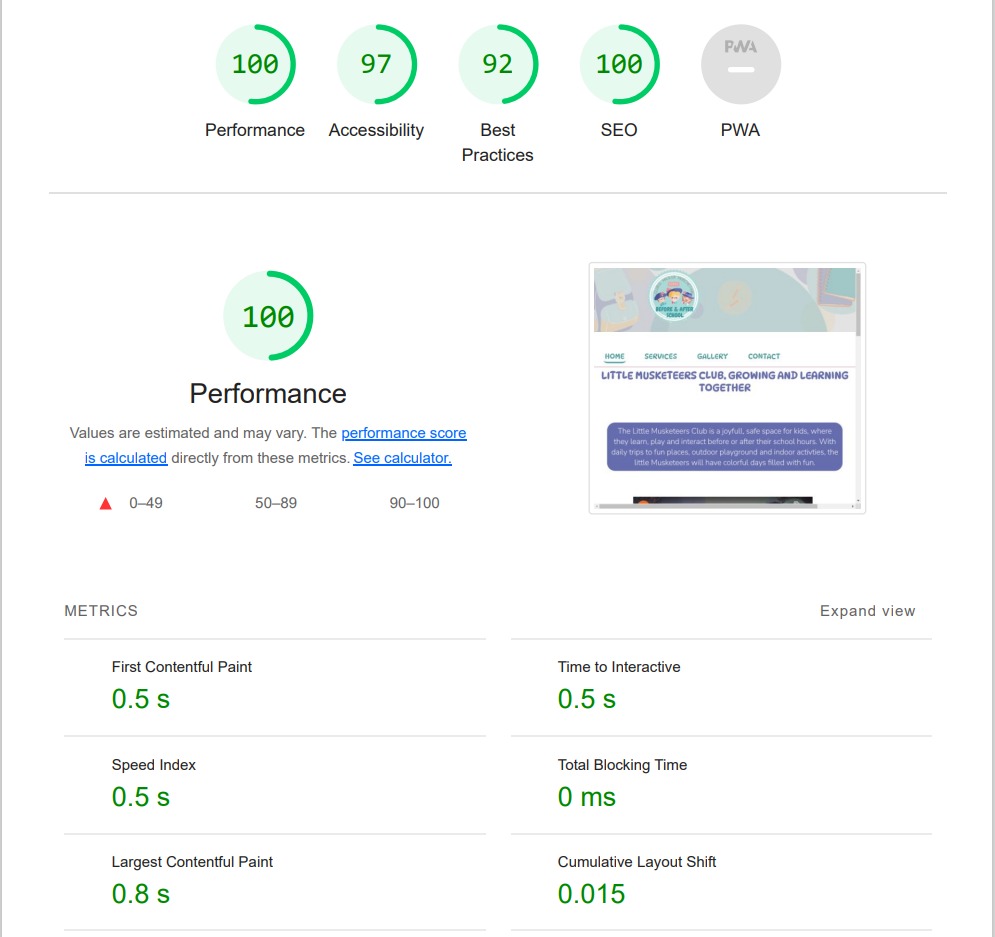 100
97
92
100
PWA
Performance
Accessibility
Best
Practices
SEO
PWA
100
Performance
Values are estimated and may vary. The performance score
is calculated directly from these metrics. See calculator.
0–49
50–89
90–100
BEFORE & AFTER
SCHOOL
HOME
SERVICES
GALLERY
CONTACT
LITTLE MUSKETEERS CLUB, GROWING AND LEARNING
TOGETHER
The Little Musketeers Club is a joyfull, safe space for kids, where
they learn, play and interact before or after their school hours. With
daily trips to fun places, outdoor playground and indoor activties, the
little Musketeers will have colorful days filled with fun.
METRICS
Expand view
First Contentful Paint
0.5 s
Time to Interactive
0.5 s
Speed Index
0.5 s
Total Blocking Time
0 ms
Largest Contentful Paint
0.8 s
Cumulative Layout Shift
0.015